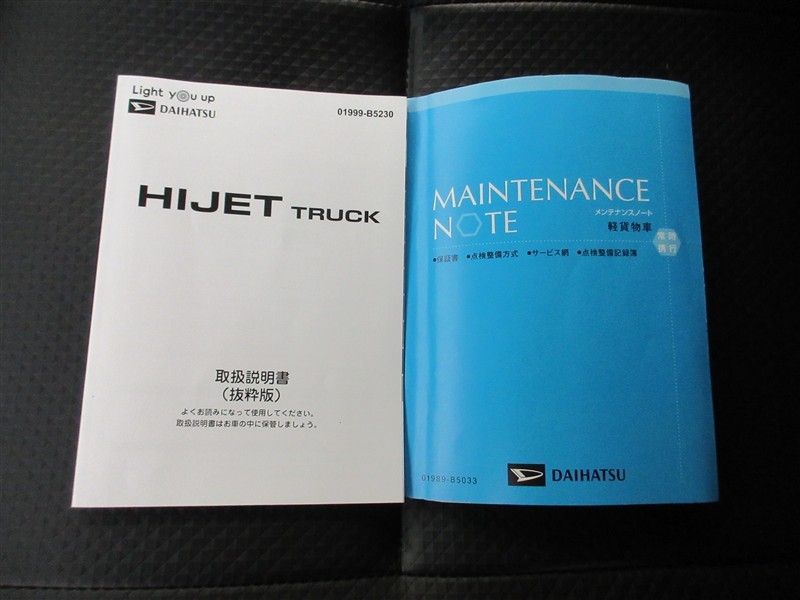 Light you up
DAIHATSU
01999-B5230
HIJET TRUCK
取扱説明書
（抜粋版）
よくお読みになって使用してください。
取扱説明書はお車の中に保管しましょう。
MAINTENANCE
NOTE
メンテナンスノート
軽貨物車
常時
携行
•保証書 •点検整備方式 •サービス網 •点検整備記録簿
01999-B5033
DAIHATSU